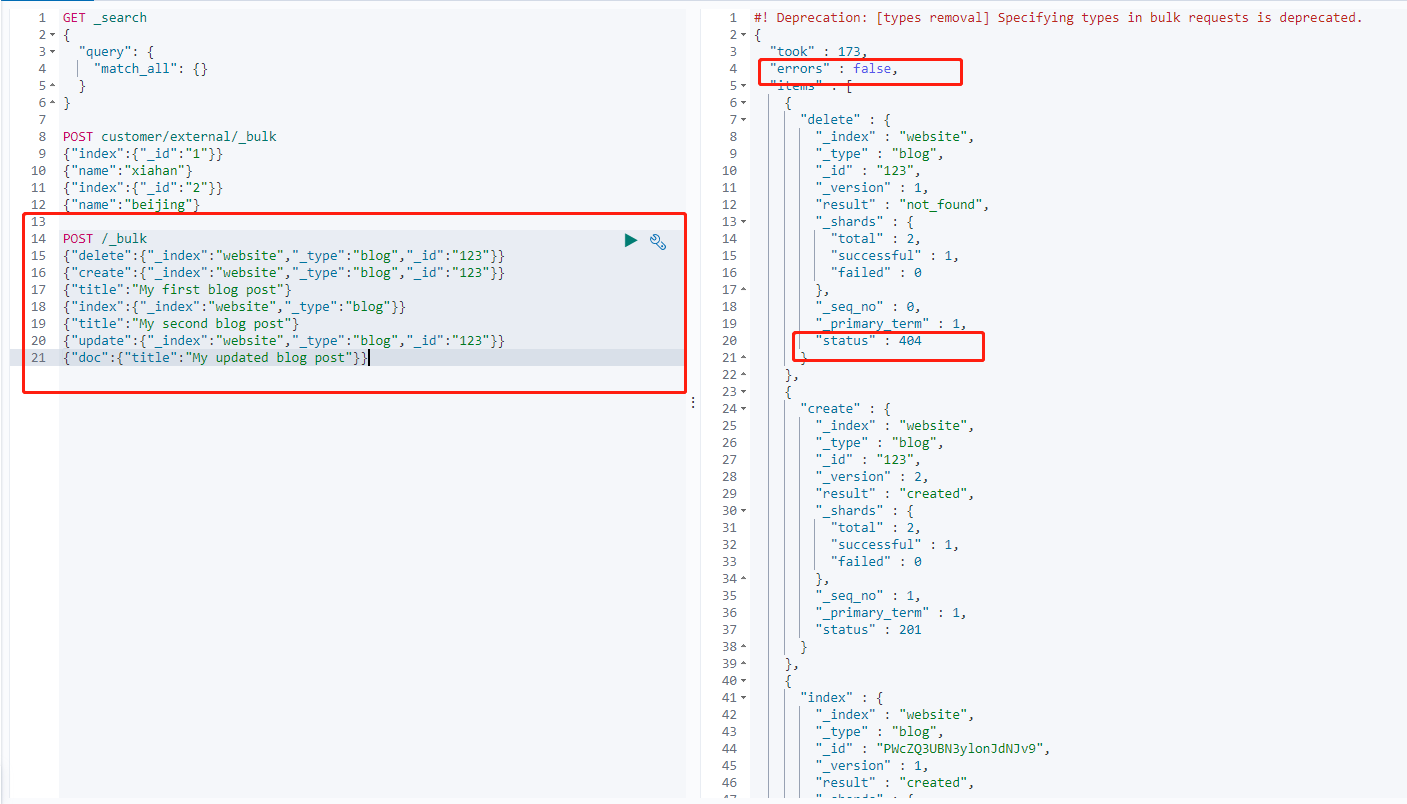 1 GET _search
2 {
3 "query": {
4 "match_all": {}
5 }
6 }
7
8 POST customer/external/_bulk
9 {"index":{"_id":"1"}}
10 {"name":"xiahan"}
11 {"index":{"_id":"2"}}
12 {"name":"beijing"}
13
14 POST /_bulk
15 {"delete":{"_index":"website","_type":"blog","_id":"123"}}
16 {"create":{"_index":"website","_type":"blog","_id":"123"}}
17 {"title":"My first blog post"}
18 {"index":{"_index":"website","_type":"blog"}}
19 {"title":"My second blog post"}
20 {"update":{"_index":"website","_type":"blog","_id":"123"}}
21 {"doc":{"title":"My updated blog post"}}
1 #! Deprecation: [types removal] Specifying types in bulk requests is deprecated.
2 {
3 "took" : 173,
4 "errors" : false,
5 "items" : [
6 {
7 "delete" : {
8 "_index" : "website",
9 "_type" : "blog",
10 "_id" : "123",
11 "_version" : 1,
12 "result" : "not_found",
13 "_shards" : {
14 "total" : 2,
15 "successful" : 1,
16 "failed" : 0
17 },
18 "_seq_no" : 0,
19 "_primary_term" : 1,
20 "status" : 404
21 }
22 },
23 {
24 "create" : {
25 "_index" : "website",
26 "_type" : "blog",
27 "_id" : "123",
28 "_version" : 2,
29 "result" : "created",
30 "_shards" : {
31 "total" : 2,
32 "successful" : 1,
33 "failed" : 0
34 },
35 "_seq_no" : 1,
36 "_primary_term" : 1,
37 "status" : 201
38 }
39 },
40 {
41 "index" : {
42 "_index" : "website",
43 "_type" : "blog",
44 "_id" : "PWcZQ3UBN3ylonJdNJv9",
45 "_version" : 1,
46 "result" : "created",
47 "_shards" : {